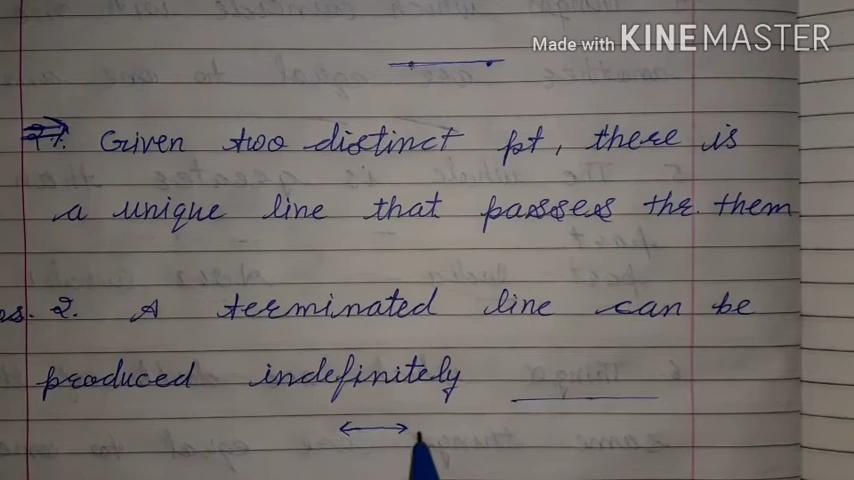 Made with KINEMASTER
Given two distinct pt, there is
a unique line that passes thr. them
2. A terminated line can be
produced indefinitely